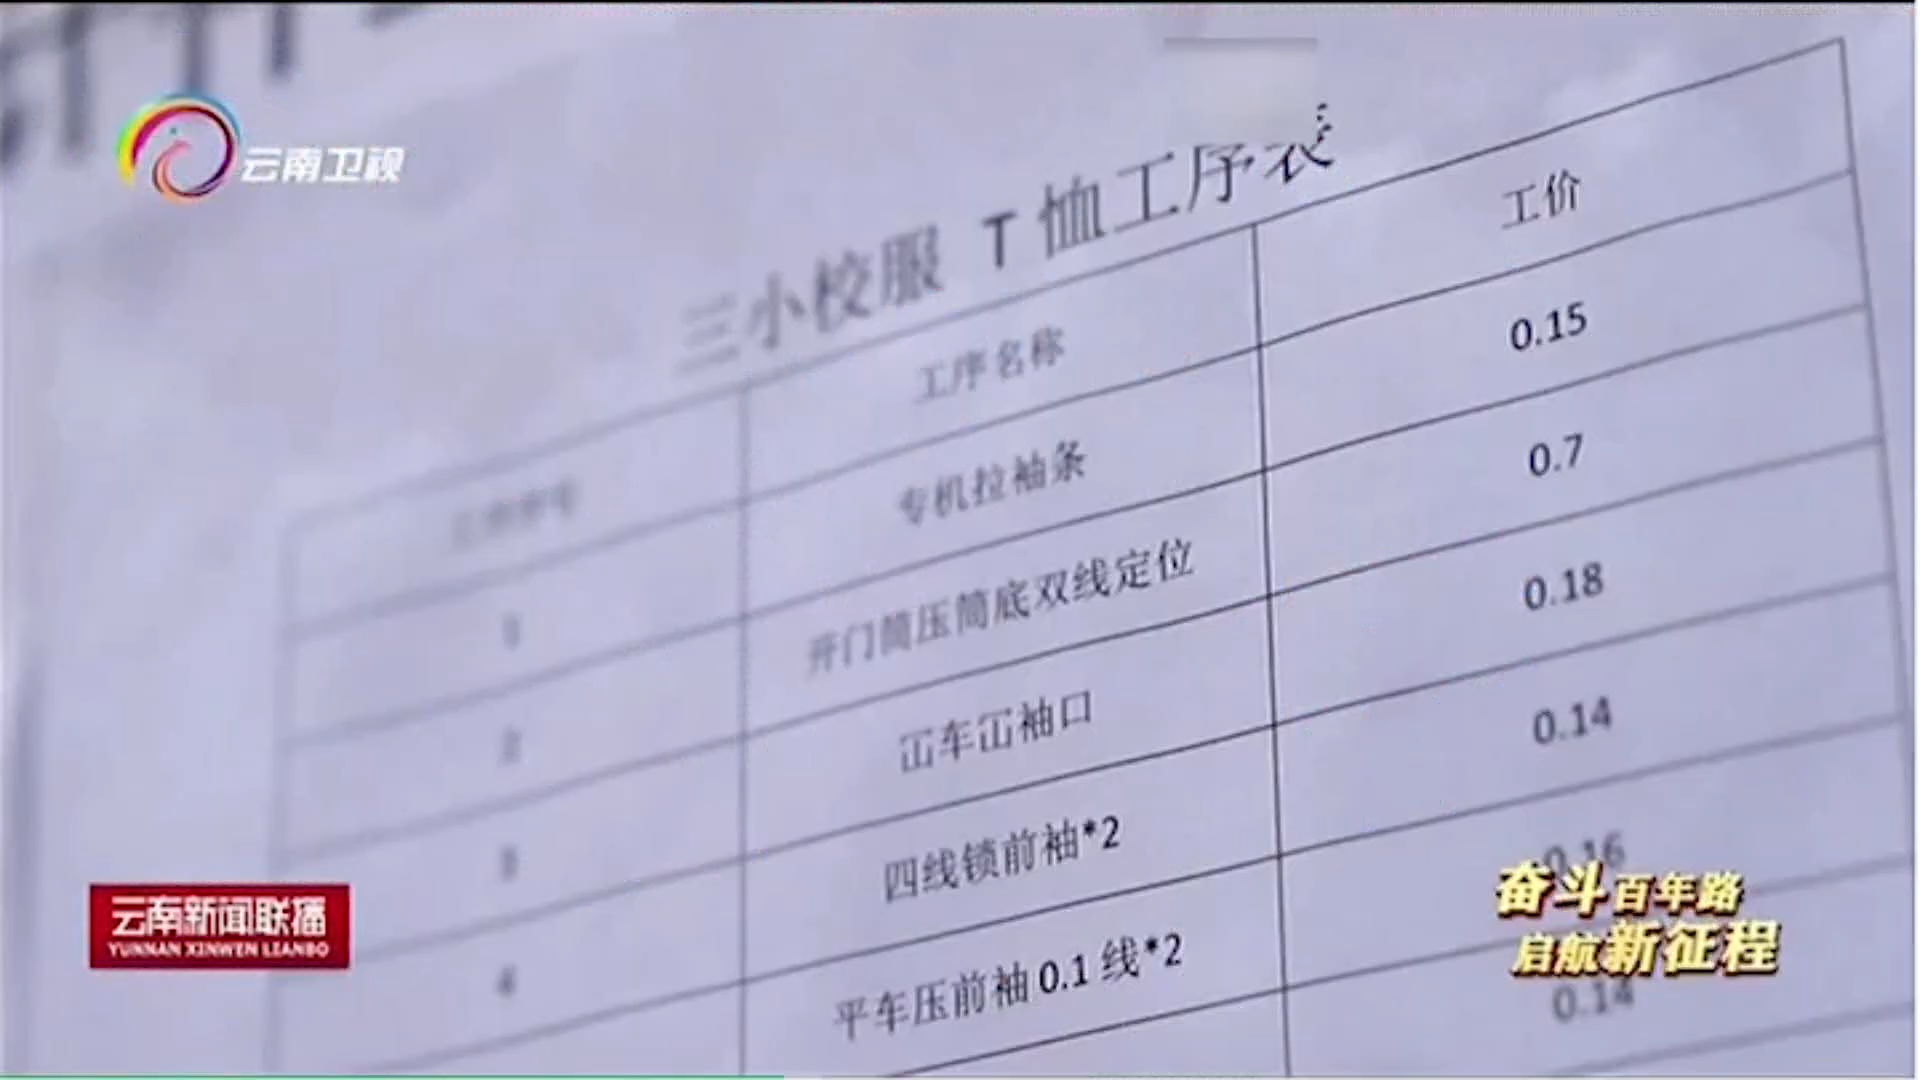 云南卫视
三小校服 T 恤工序表
工序名称 工价
1 专机拉袖条 0.15
2 开门筒压筒底双线定位 0.7
3 冚车冚袖口 0.18
4 四线锁前袖*2 0.14
平车压前袖 0.1 线*2 0.16
0.14
云南新闻联播
YUNNAN XINWEN LIANBO
奋斗百年路
启航新征程